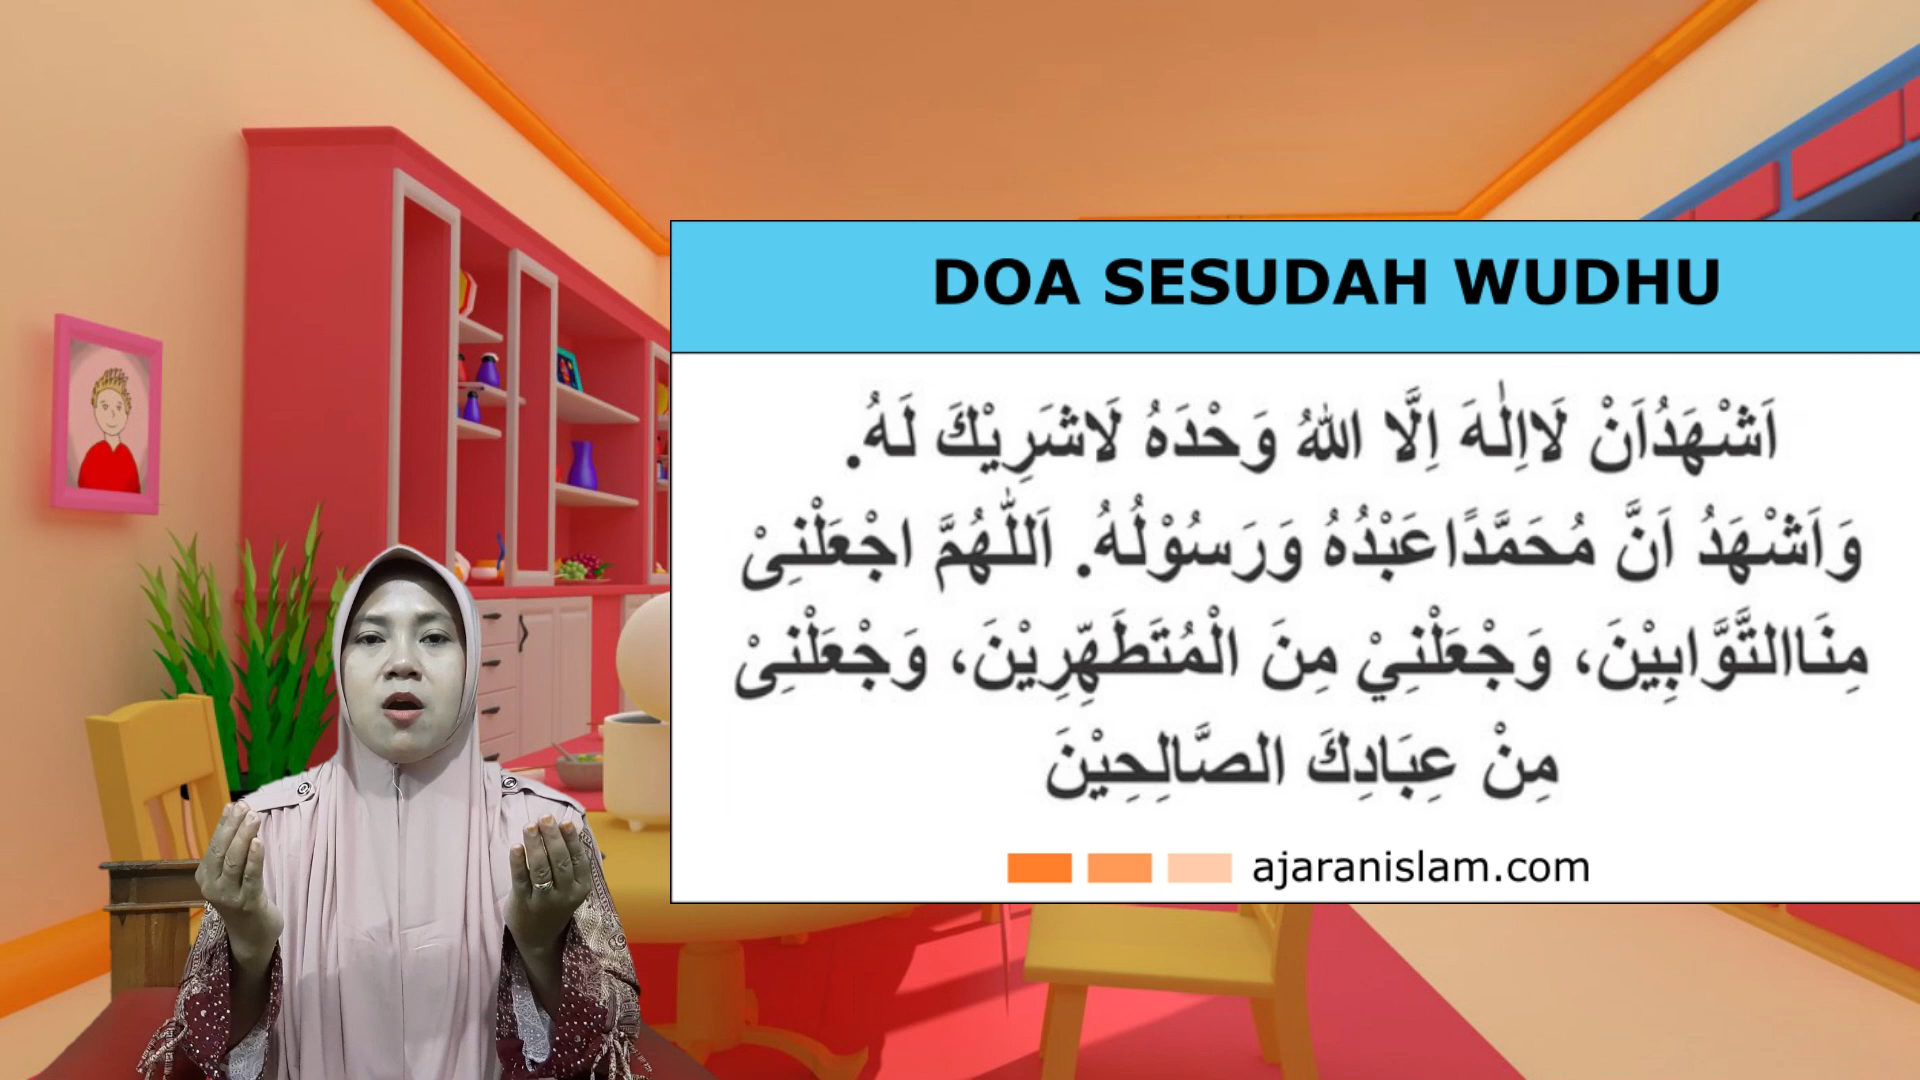 DOA SESUDAH WUDHU
اَشْهَدُاَنْ لَااِلٰهَ اِلَّا اللهُ وَحْدَهُ لَاشَرِيْكَ لَهُ.
وَاَشْهَدُ اَنَّ مُحَمَّدًاعَبْدُهُ وَرَسُوْلُهُ. اَللّٰهُمَّ اجْعَلْنِىْ
مِنَاالتَّوَّابِيْنَ، وَجْعَلْنِيْ مِنَ الْمُتَطَهِّرِيْنَ، وَجْعَلْنِىْ
مِنْ عِبَادِكَ الصَّالِحِيْنَ
ajaranislam.com